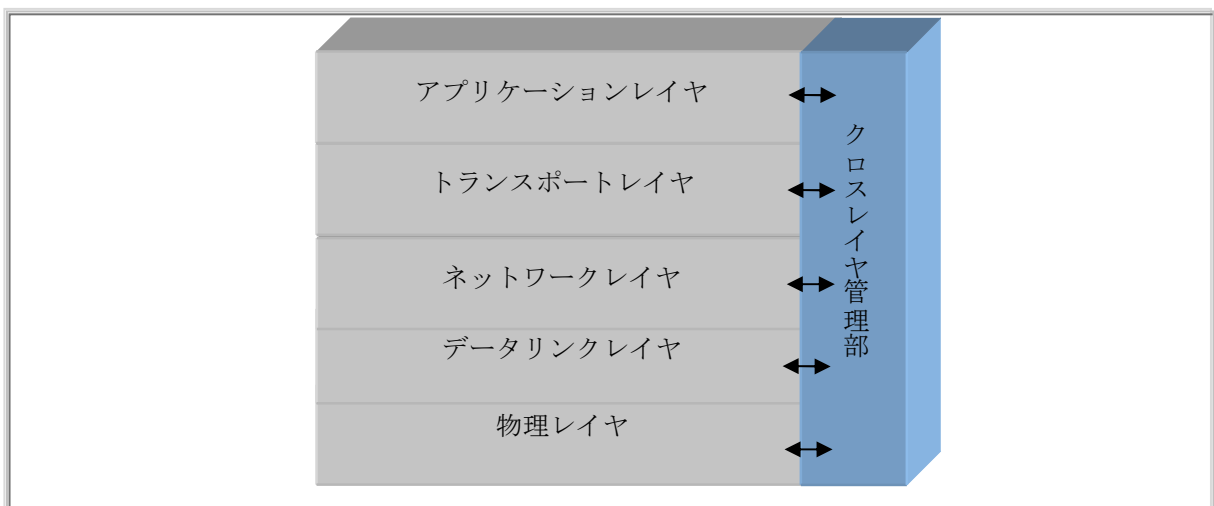 アプリケーションレイヤ
トランスポートレイヤ
ネットワークレイヤ
データリンクレイヤ
物理レイヤ
クロスレイヤ管理部